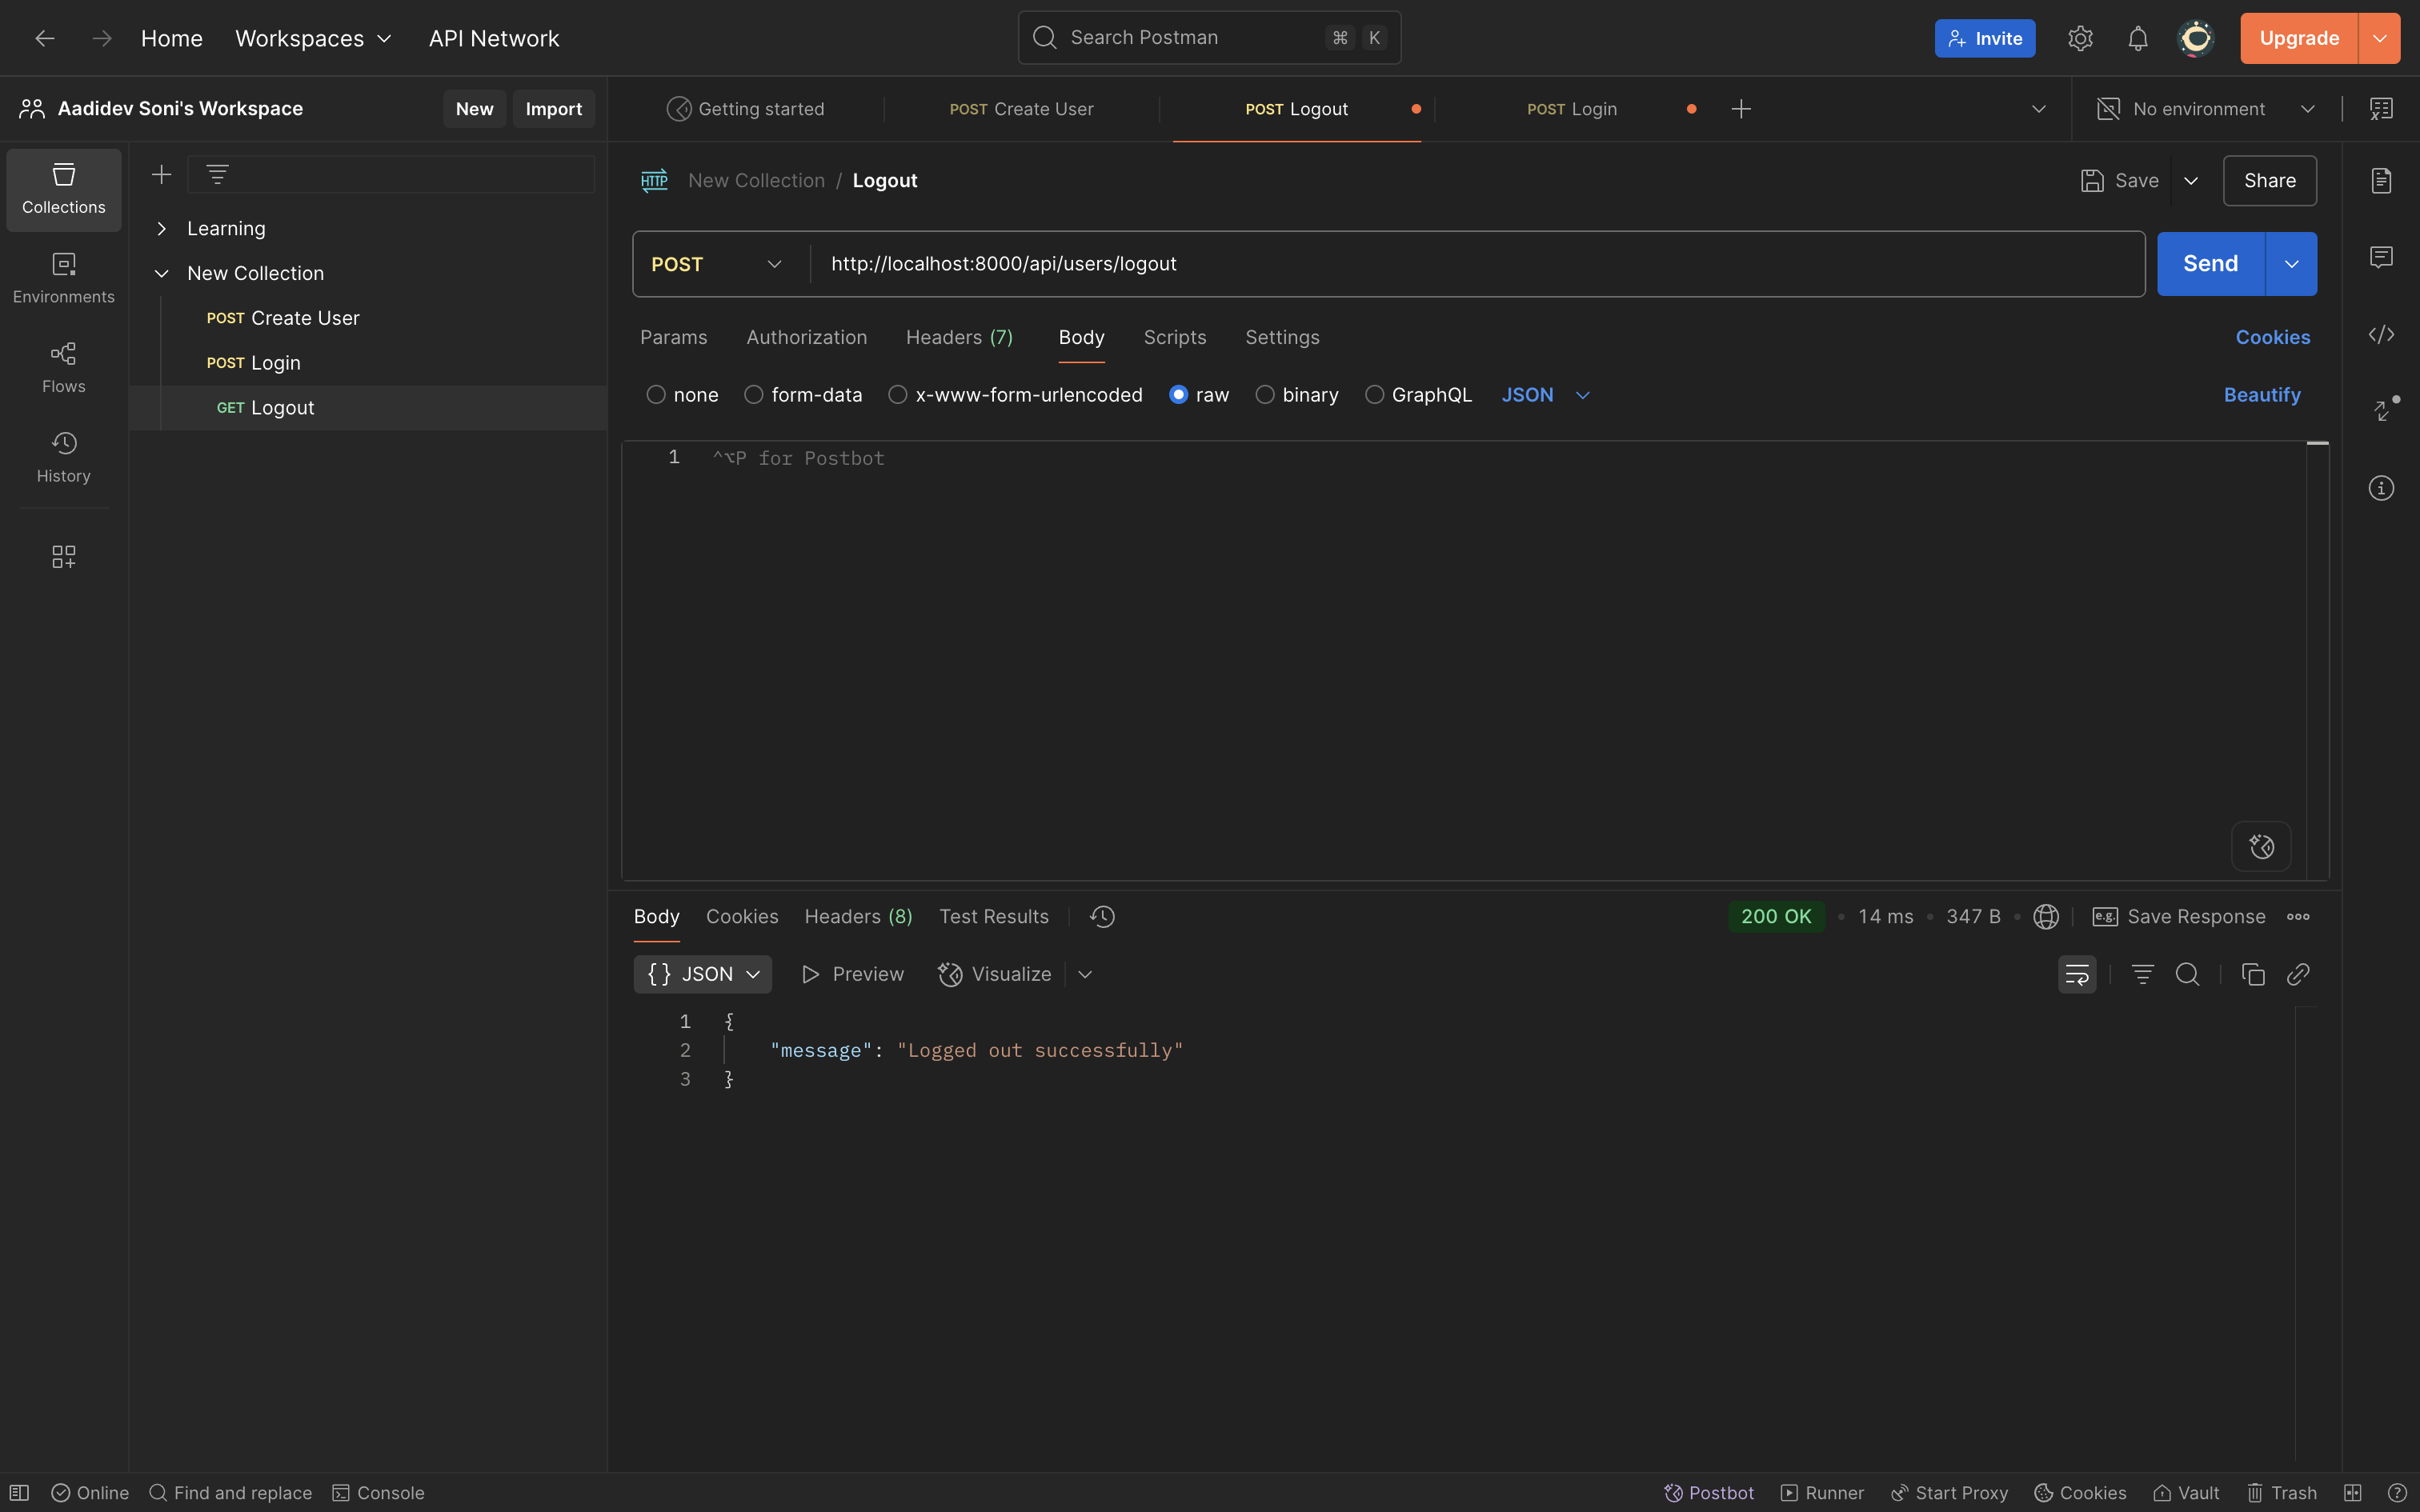 Home Workspaces API Network Search Postman ⌘ K Invite Upgrade
Aadidev Soni's Workspace New Import Getting started POST Create User POST Logout POST Login No environment
Collections
Environments
Flows
History
Learning
New Collection
POST Create User
POST Login
GET Logout
HTTP New Collection / Logout Save Share
POST http://localhost:8000/api/users/logout Send
Params Authorization Headers (7) Body Scripts Settings Cookies
none form-data x-www-form-urlencoded raw binary GraphQL JSON Beautify
1 ^⌥P for Postbot
Body Cookies Headers (8) Test Results 200 OK • 14 ms • 347 B • e.g. Save Response
{} JSON Preview Visualize
1 {
2 "message": "Logged out successfully"
3 }
Online Find and replace Console Postbot Runner Start Proxy Cookies Vault Trash